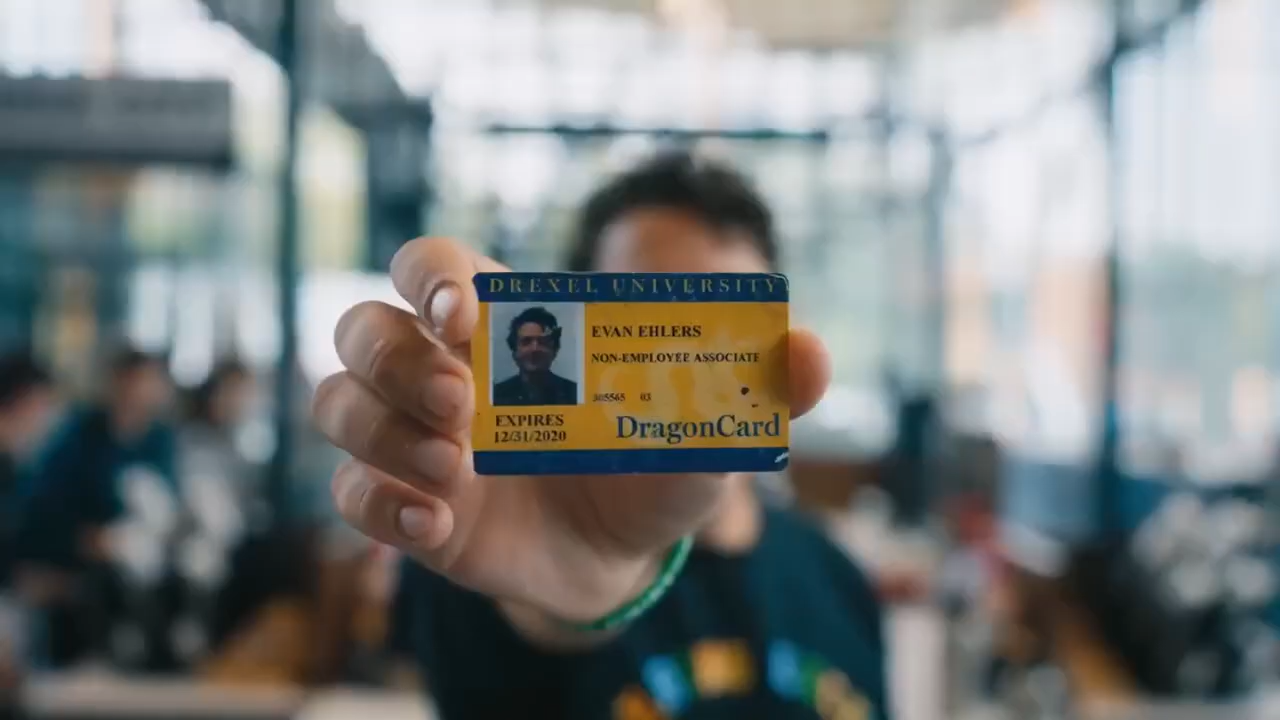 DREXEL UNIVERSITY
EVAN EHLERS
NON-EMPLOYEE ASSOCIATE
305565 03
EXPIRES
12/31/2020
DragonCard